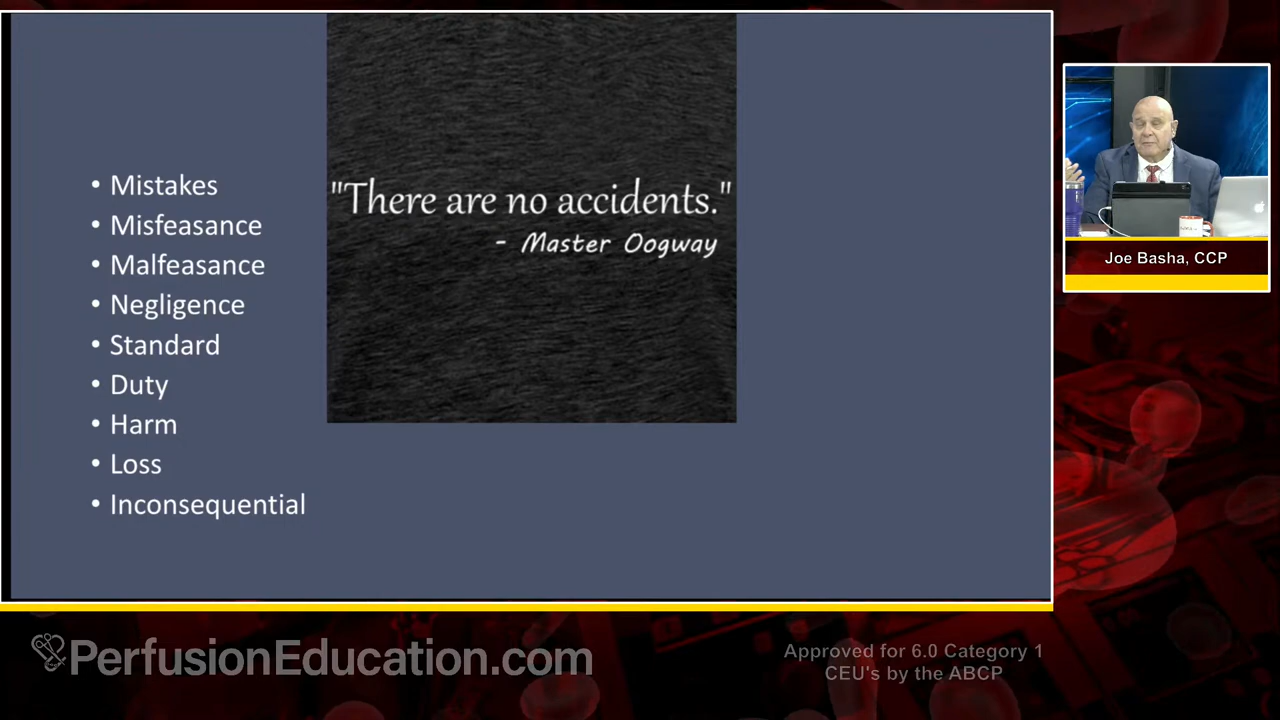 • Mistakes
• Misfeasance
• Malfeasance
• Negligence
• Standard
• Duty
• Harm
• Loss
• Inconsequential
"There are no accidents."
- Master Oogway
Joe Basha, CCP
PerfusionEducation.com
Approved for 6.0 Category 1
CEU's by the ABCP